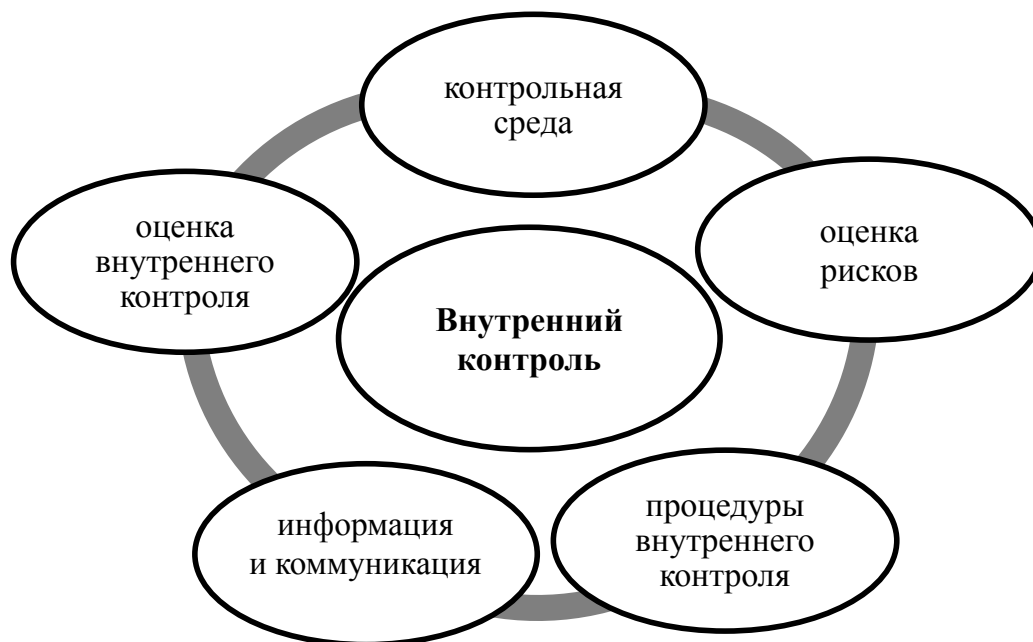 контрольная
среда
оценка
рисков
оценка
внутреннего
контроля
Внутренний
контроль
процедуры
внутреннего
контроля
информация
и коммуникация